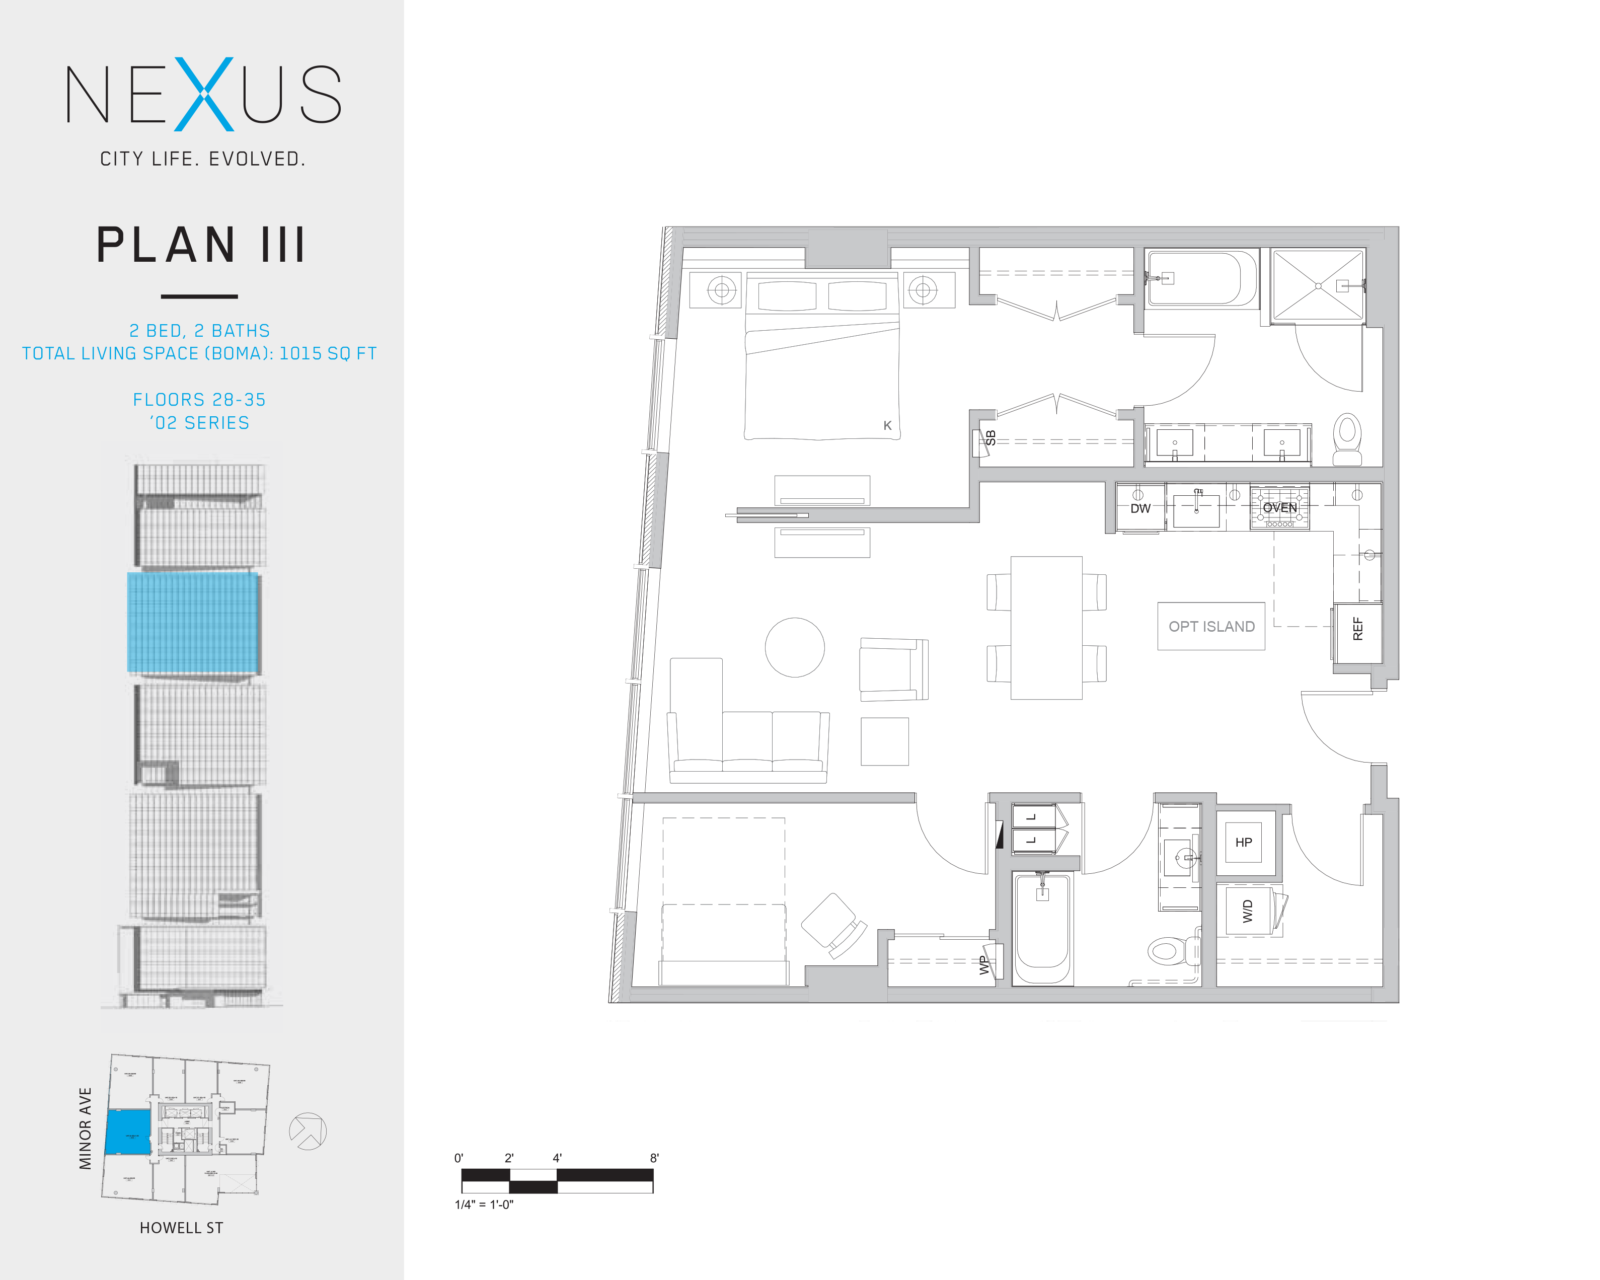 NEXUS
CITY LIFE. EVOLVED.
PLAN III
2 BED, 2 BATHS
TOTAL LIVING SPACE (BOMA): 1015 SQ FT
FLOORS 28-35
‘02 SERIES
MINOR AVE
HOWELL ST
K
SB
DW
OVEN
OPT ISLAND
REF
L
L
HP
W/D
WP
0' 2' 4' 8'
1/4" = 1'-0"